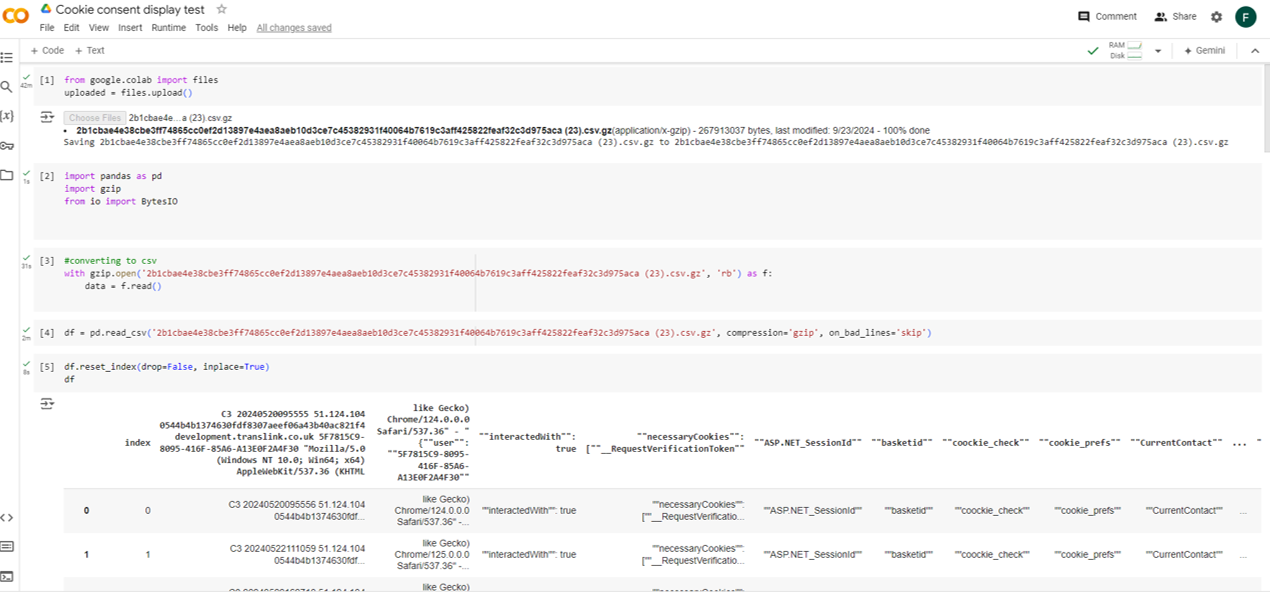 Cookie consent display test
File Edit View Insert Runtime Tools Help All changes saved
Comment Share F
+ Code + Text
RAM
Disk
Gemini
42m
[1] from google.colab import files
uploaded = files.upload()
Choose Files 2b1cbae4e...a (23).csv.gz
• 2b1cbae4e38cbe3ff74865cc0ef2d13897e4aea8aeb10d3ce7c45382931f40064b7619c3aff425822feaf32c3d975aca (23).csv.gz(application/x-gzip) - 267913037 bytes, last modified: 9/23/2024 - 100% done
Saving 2b1cbae4e38cbe3ff74865cc0ef2d13897e4aea8aeb10d3ce7c45382931f40064b7619c3aff425822feaf32c3d975aca (23).csv.gz to 2b1cbae4e38cbe3ff74865cc0ef2d13897e4aea8aeb10d3ce7c45382931f40064b7619c3aff425822feaf32c3d975aca (23).csv.gz
1s
[2] import pandas as pd
import gzip
from io import BytesIO
31s
[3] #converting to csv
with gzip.open('2b1cbae4e38cbe3ff74865cc0ef2d13897e4aea8aeb10d3ce7c45382931f40064b7619c3aff425822feaf32c3d975aca (23).csv.gz', 'rb') as f:
data = f.read()
2m
[4] df = pd.read_csv('2b1cbae4e38cbe3ff74865cc0ef2d13897e4aea8aeb10d3ce7c45382931f40064b7619c3aff425822feaf32c3d975aca (23).csv.gz', compression='gzip', on_bad_lines='skip')
[5] df.reset_index(drop=False, inplace=True)
df
index
C3 20240520095555 51.124.104
0544b4b1374630fdf8307aeef06a43b40ac821f4
development.translink.co.uk 5F7815C9-
8095-416F-85A6-A13E0F2A4F30 "Mozilla/5.0
(Windows NT 10.0; Win64; x64)
AppleWebKit/537.36 (KHTML
like Gecko)
Chrome/124.0.0.0
Safari/537.36" - "
{""user"":
""5F7815C9-8095-
416F-85A6-
A13E0F2A4F30""
""interactedWith"":
true
""necessaryCookies"":
[""__RequestVerificationToken""
""ASP.NET_SessionId"" ""basketid"" ""coockie_check"" ""cookie_prefs"" ""CurrentContact"" ... "
0 0
C3 20240520095556 51.124.104
0544b4b1374630fdf...
like Gecko)
Chrome/124.0.0.0
Safari/537.36" -...
""interactedWith"": true
""necessaryCookies"":
[""__RequestVerificatio...
""ASP.NET_SessionId"" ""basketid"" ""coockie_check"" ""cookie_prefs"" ""CurrentContact"" ...
1 1
C3 20240522111059 51.124.104
0544b4b1374630fdf...
like Gecko)
Chrome/125.0.0.0
Safari/537.36" -...
""interactedWith"": true
""necessaryCookies"":
[""__RequestVerificatio...
""ASP.NET_SessionId"" ""basketid"" ""coockie_check"" ""cookie_prefs"" ""CurrentContact"" ...
like Gecko)